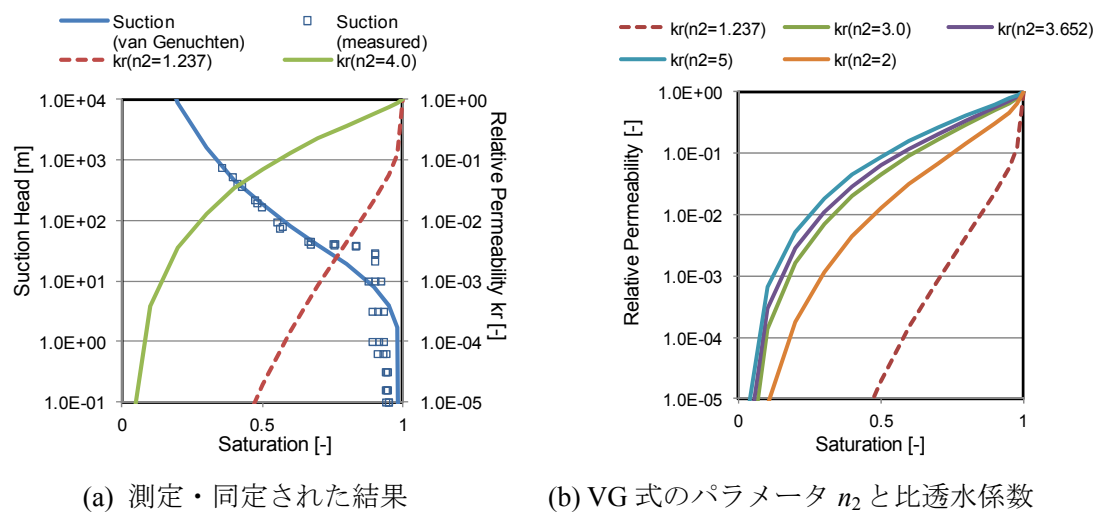 Suction
(van Genuchten)
Suction
(measured)
kr(n2=1.237)
kr(n2=4.0)
1.0E+04
1.0E+03
1.0E+02
1.0E+01
1.0E+00
1.0E-01
Suction Head [m]
1.0E+00
1.0E-01
1.0E-02
1.0E-03
1.0E-04
1.0E-05
Relative Permeability kr [-]
0
0.5
1
Saturation [-]
(a) 測定・同定された結果
kr(n2=1.237)
kr(n2=3.0)
kr(n2=3.652)
kr(n2=5)
kr(n2=2)
1.0E+00
1.0E-01
1.0E-02
1.0E-03
1.0E-04
1.0E-05
Relative Permeability [-]
0
0.5
1
Saturation [-]
(b) VG 式のパラメータ n2 と比透水係数